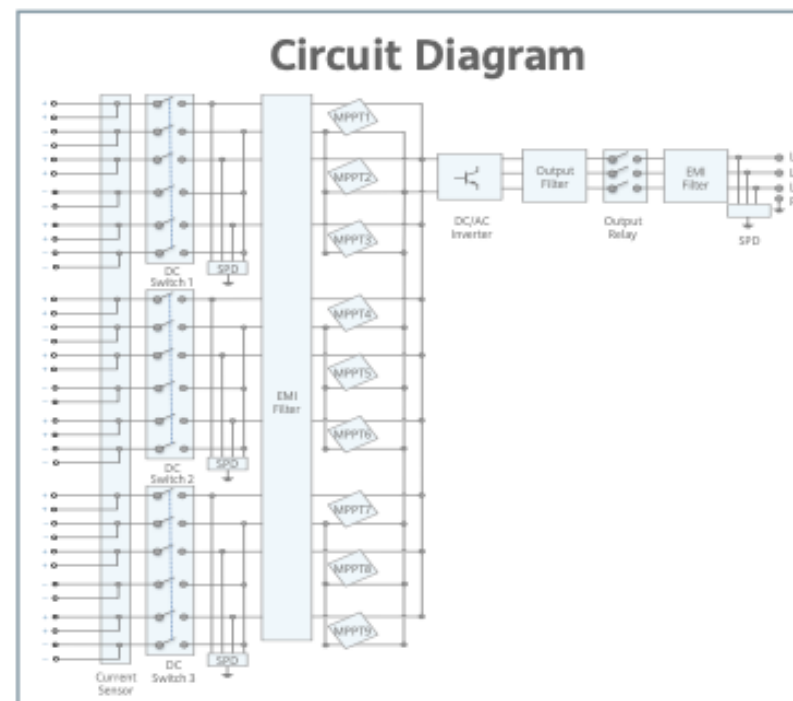 Circuit Diagram
MPPT1
MPPT2
MPPT3
SPD
DC
Switch 1
MPPT4
MPPT5
MPPT6
EMI
Filter
SPD
DC
Switch 2
MPPT7
MPPT8
MPPT9
SPD
DC
Switch 3
Current
Sensor
DC/AC
Inverter
Output
Filter
Output
Relay
EMI
Filter
SPD